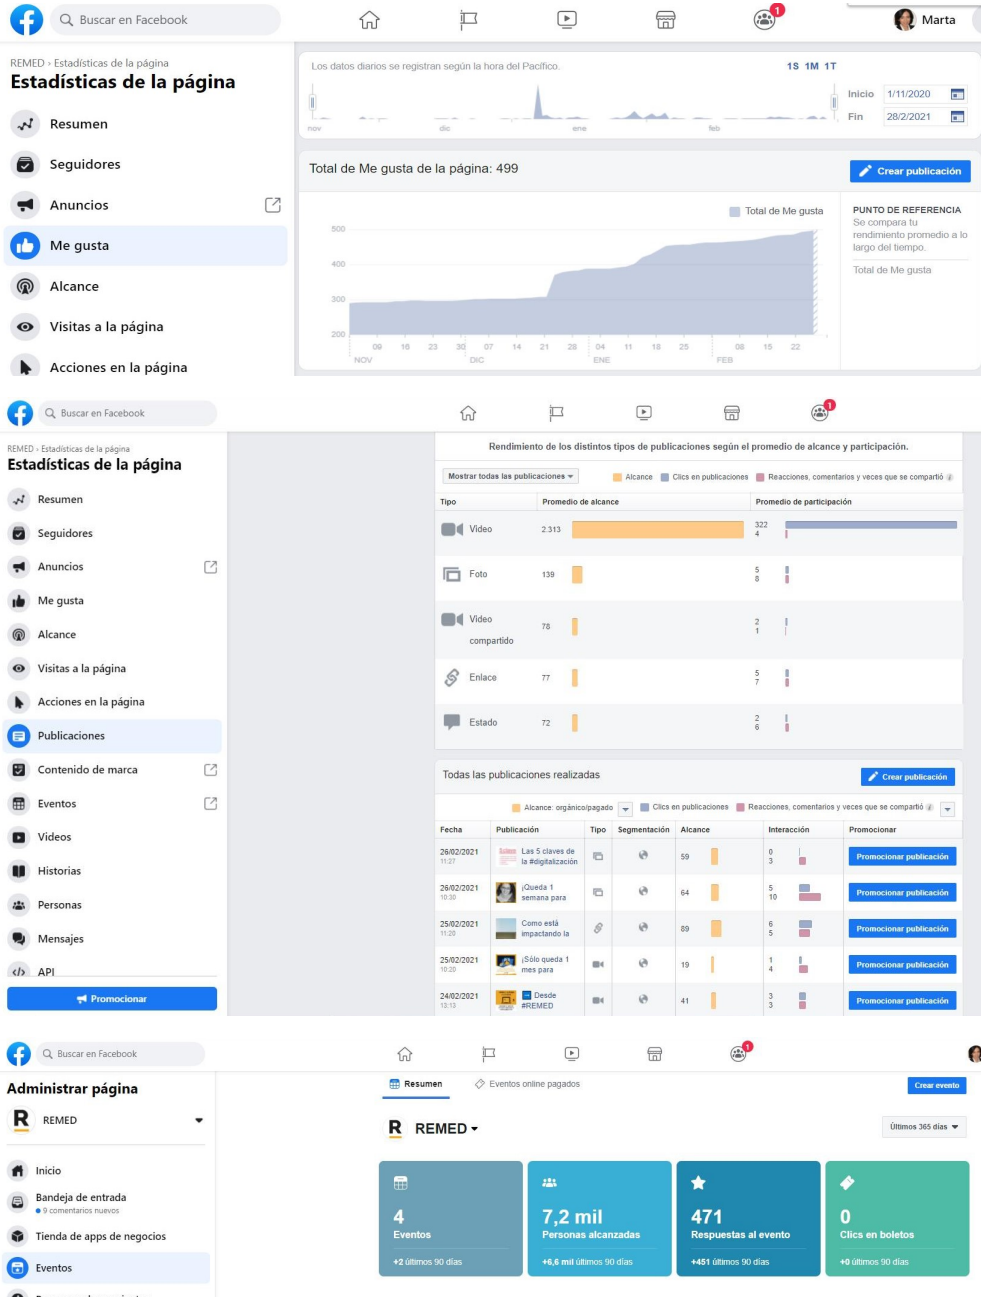 Buscar en Facebook
1
Marta
REMED › Estadísticas de la página
Estadísticas de la página
Resumen
Seguidores
Anuncios
Me gusta
Alcance
Visitas a la página
Acciones en la página
Los datos diarios se registran según la hora del Pacífico.
1S 1M 1T
Inicio 1/11/2020
Fin 28/2/2021
nov dic ene feb
Total de Me gusta de la página: 499
Crear publicación
Total de Me gusta
500
400
300
200
09 16 23 30 07 14 21 28 04 11 18 25 08 15 22
NOV DIC ENE FEB
PUNTO DE REFERENCIA
Se compara tu
rendimiento promedio a lo
largo del tiempo.
Total de Me gusta
Buscar en Facebook
1
REMED › Estadísticas de la página
Estadísticas de la página
Resumen
Seguidores
Anuncios
Me gusta
Alcance
Visitas a la página
Acciones en la página
Publicaciones
Contenido de marca
Eventos
Videos
Historias
Personas
Mensajes
API
Promocionar
Rendimiento de los distintos tipos de publicaciones según el promedio de alcance y participación.
Mostrar todas las publicaciones
Alcance Clics en publicaciones Reacciones, comentarios y veces que se compartió
Tipo Promedio de alcance Promedio de participación
Video 2.313 322
4
Foto 139 5
8
Video
compartido 78 2
1
Enlace 77 5
7
Estado 72 2
6
Todas las publicaciones realizadas
Crear publicación
Alcance: orgánico/pagado Clics en publicaciones Reacciones, comentarios y veces que se compartió
Fecha Publicación Tipo Segmentación Alcance Interacción Promocionar
26/02/2021 Las 5 claves de 59 0 Promocionar publicación
11:27 la #digitalización 3
26/02/2021 ¡Queda 1 64 5 Promocionar publicación
10:30 semana para 10
25/02/2021 Como está 89 6 Promocionar publicación
11:20 impactando la 5
25/02/2021 ¡Sólo queda 1 19 1 Promocionar publicación
10:20 mes para 4
24/02/2021 Desde 41 3 Promocionar publicación
13:13 #REMED 3
Buscar en Facebook
1
Administrar página
R REMED
Inicio
Bandeja de entrada
9 comentarios nuevos
Tienda de apps de negocios
Eventos
Resumen Eventos online pagados
Crear evento
R REMED
Últimos 365 días
4
Eventos
+2 últimos 90 días
7,2 mil
Personas alcanzadas
+6,6 mil últimos 90 días
471
Respuestas al evento
+451 últimos 90 días
0
Clics en boletos
+0 últimos 90 días